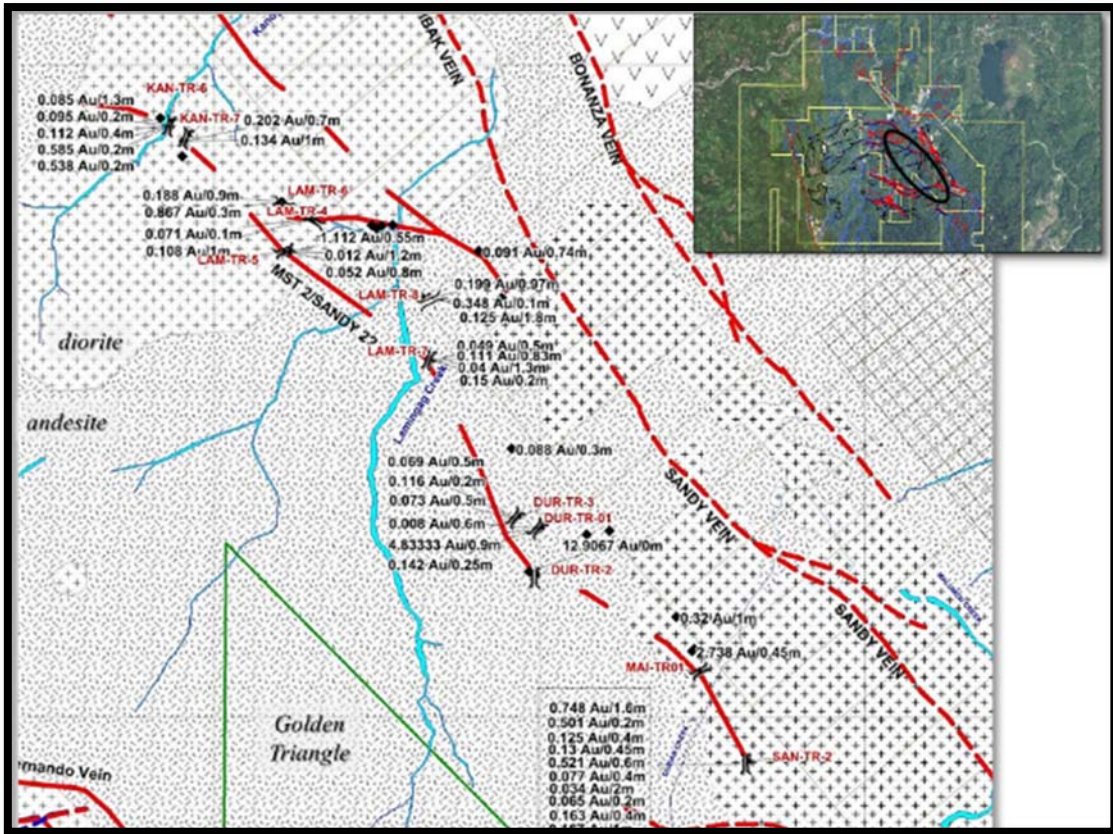 KAN-TR-6
0.085 Au/1.3m
0.095 Au/0.2m
0.112 Au/0.4m
0.585 Au/0.2m
0.538 Au/0.2m
KAN-TR-7
0.202 Au/0.7m
0.134 Au/1m
IBAK VEIN
BONANZA VEIN
0.188 Au/0.9m
0.867 Au/0.3m
0.071 Au/0.1m
0.108 Au/1m
LAM-TR-6
LAM-TR-4
LAM-TR-5
1.112 Au/0.55m
0.012 Au/1.2m
0.052 Au/0.8m
0.091 Au/0.74m
MST 2/SANDY 2?
LAM-TR-8
0.199 Au/0.97m
0.348 Au/0.1m
0.125 Au/1.8m
diorite
LAM-TR-7
0.049 Au/0.5m
0.111 Au/0.83m
0.04 Au/1.3m
0.15 Au/0.2m
Lamingag Creek
andesite
0.088 Au/0.3m
0.069 Au/0.5m
0.116 Au/0.2m
0.073 Au/0.5m
0.008 Au/0.6m
4.83333 Au/0.9m
0.142 Au/0.25m
DUR-TR-3
DUR-TR-01
12.9067 Au/0m
DUR-TR-2
SANDY VEIN
SANDY VEIN
0.32 Au/1m
2.738 Au/0.45m
MAI-TR01
SAN-TR-2
Golden
Triangle
0.748 Au/1.6m
0.501 Au/0.2m
0.125 Au/0.4m
0.13 Au/0.45m
0.521 Au/0.6m
0.077 Au/0.4m
0.034 Au/2m
0.065 Au/0.2m
0.163 Au/0.4m
rnando Vein